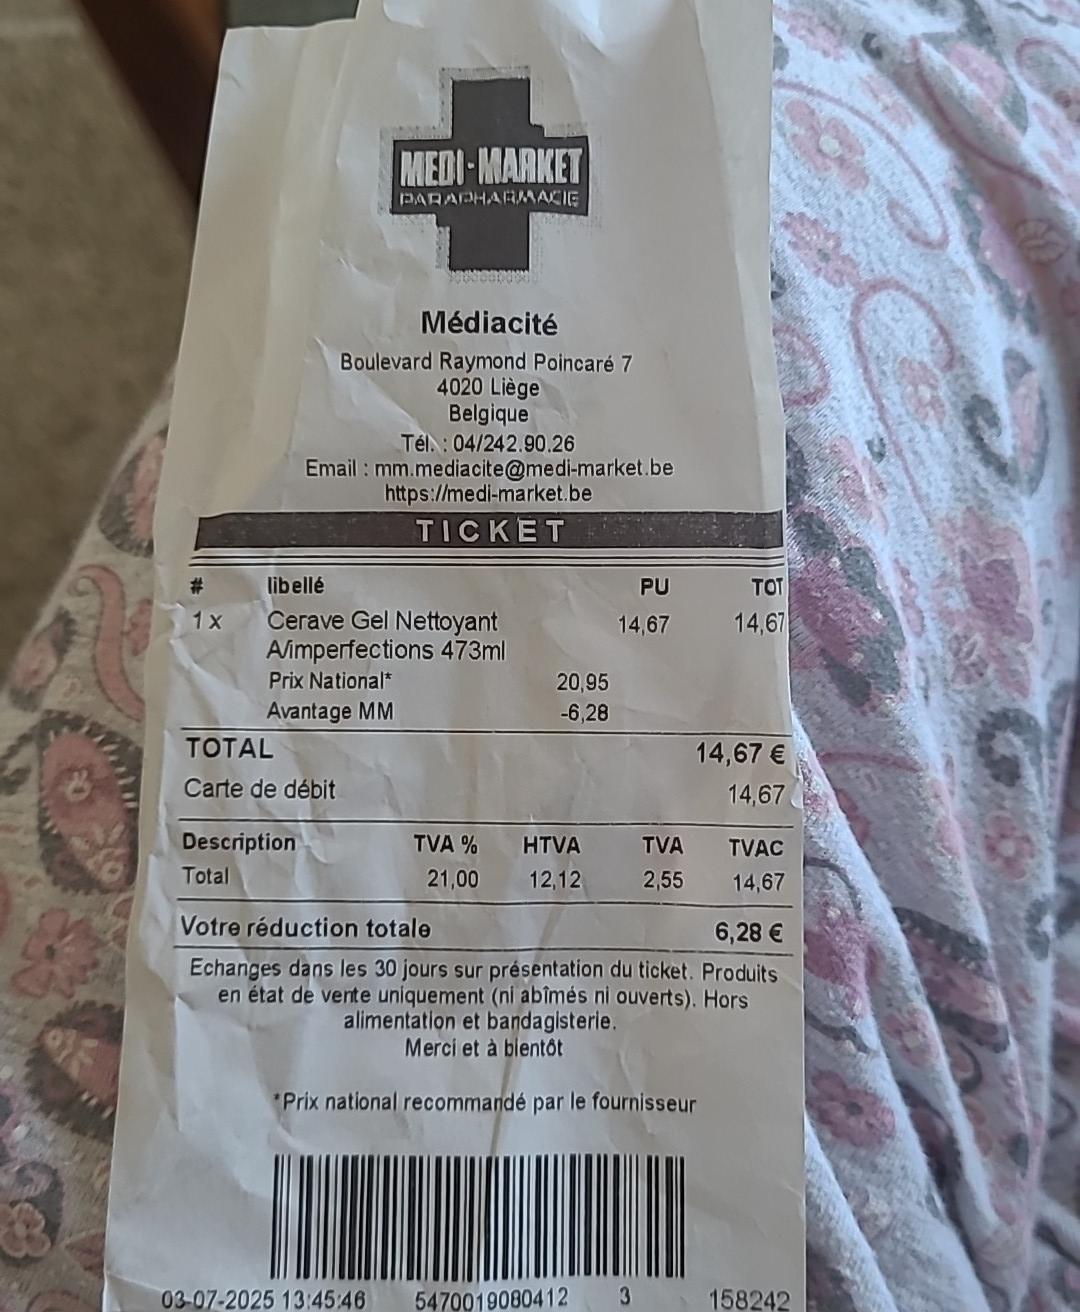 MEDI-MARKET
PARAPHARMACIE
Médiacité
Boulevard Raymond Poincaré 7
4020 Liège
Belgique
Tél. : 04/242.90.26
Email : mm.mediacite@medi-market.be
https://medi-market.be
TICKET
# libellé PU TOT
1 x Cerave Gel Nettoyant 14,67 14,67
A/imperfections 473ml
Prix National* 20,95
Avantage MM -6,28
TOTAL 14,67 €
Carte de débit 14,67
Description TVA % HTVA TVA TVAC
Total 21,00 12,12 2,55 14,67
Votre réduction totale 6,28 €
Echanges dans les 30 jours sur présentation du ticket. Produits
en état de vente uniquement (ni abîmés ni ouverts). Hors
alimentation et bandagisterie.
Merci et à bientôt
*Prix national recommandé par le fournisseur
03-07-2025 13:45:46 5470019080412 3 158242